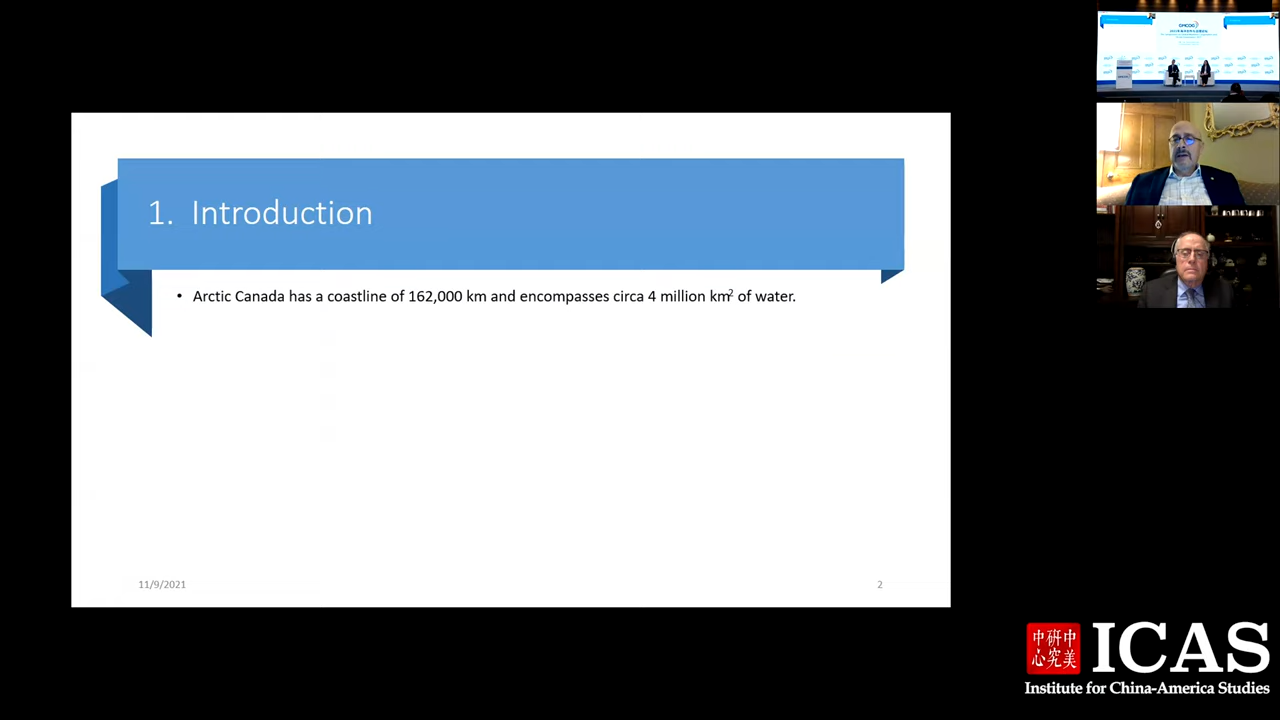 1. Introduction
• Arctic Canada has a coastline of 162,000 km and encompasses circa 4 million km² of water.
11/9/2021
2
中研中
心究美
ICAS
Institute for China-America Studies